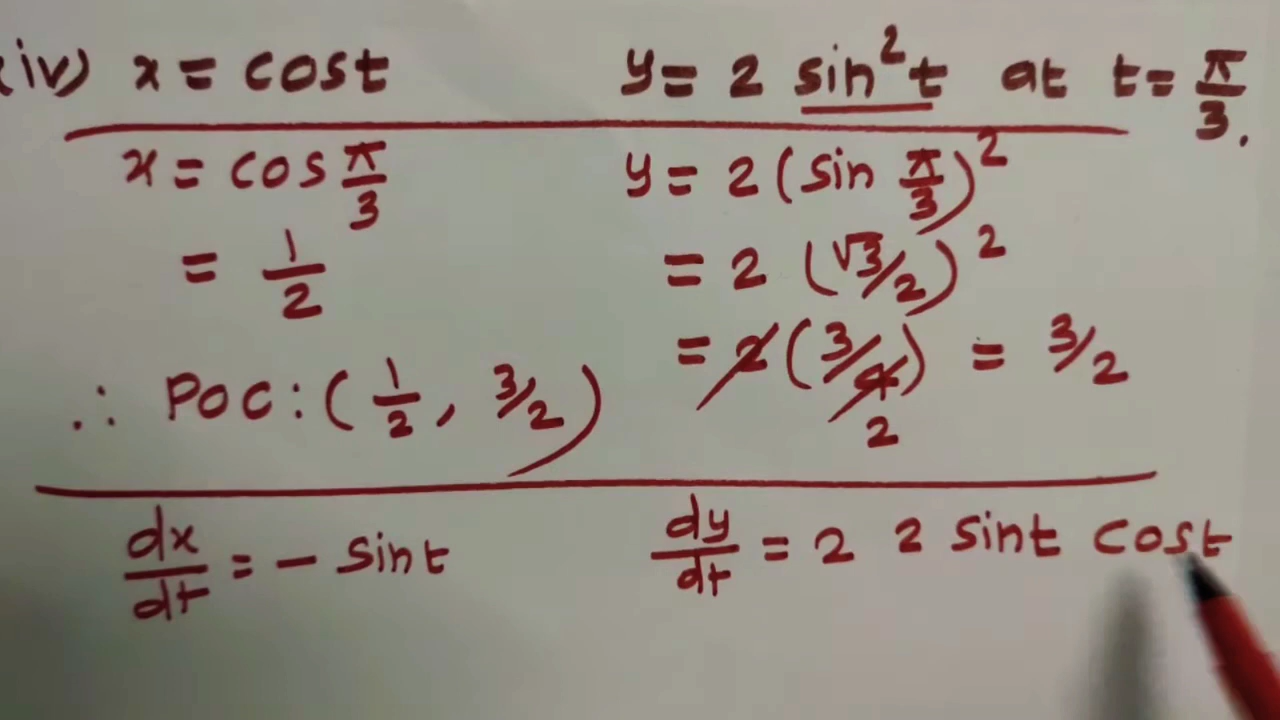 (iv) x = cost y = 2 sin²t at t = π/3.
x = cos π/3 y = 2 (sin π/3)²
= 1/2 = 2 (√3/2)²
= 2 (3/4) 2 = 3/2
∴ POC: (1/2, 3/2)
dx/dt = - sint dy/dt = 2 2 sint cost